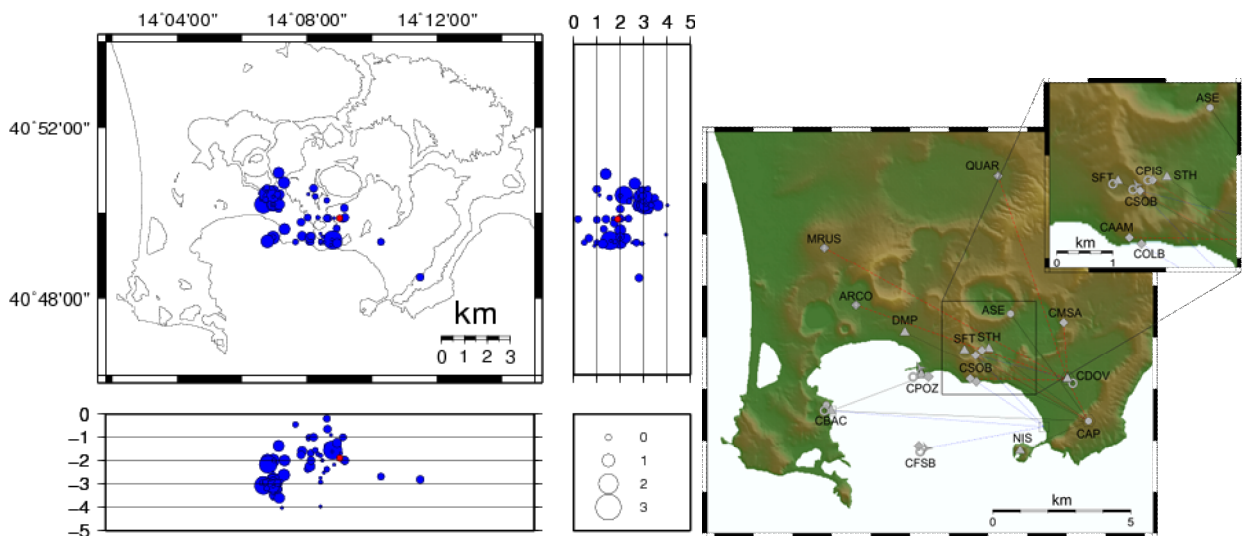 14°04'00" 14°08'00" 14°12'00"
0 1 2 3 4 5
40°52'00"
40°48'00"
km
0 1 2 3
0
−1
−2
−3
−4
−5
0
1
2
3
ASE
SFT CPIS STH
CSOB
CAAM
km
0 1
COLB
QUAR
MRUS
ARCO
DMP
ASE
CMSA
SFT STH
CSOB
CPOZ
CDOV
CBAC
CAP
NIS
CFSB
km
0 5